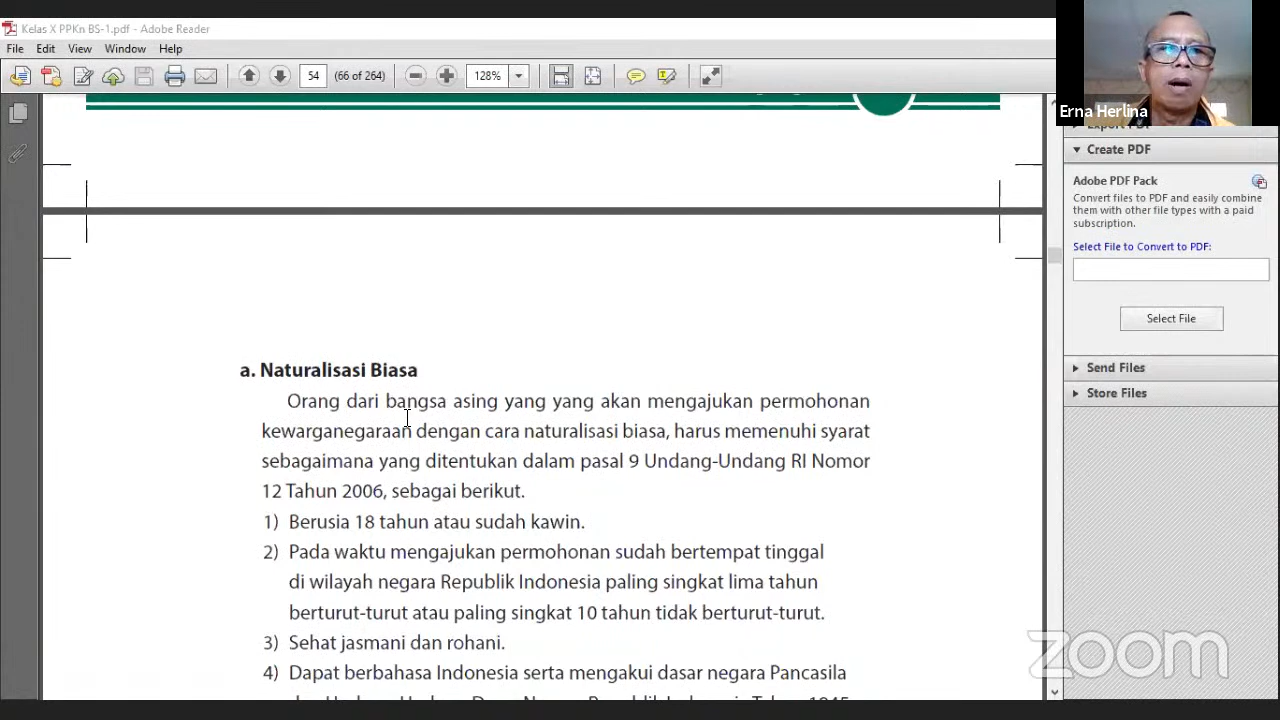 Kelas X PPKn BS-1.pdf - Adobe Reader
File Edit View Window Help
54 (66 of 264) 128%
Erna Herlina
Export PDF
Create PDF
Adobe PDF Pack
Convert files to PDF and easily combine
them with other file types with a paid
subscription.
Select File to Convert to PDF:
Select File
Send Files
Store Files
a. Naturalisasi Biasa
Orang dari bangsa asing yang yang akan mengajukan permohonan
kewarganegaraan dengan cara naturalisasi biasa, harus memenuhi syarat
sebagaimana yang ditentukan dalam pasal 9 Undang-Undang RI Nomor
12 Tahun 2006, sebagai berikut.
1) Berusia 18 tahun atau sudah kawin.
2) Pada waktu mengajukan permohonan sudah bertempat tinggal
di wilayah negara Republik Indonesia paling singkat lima tahun
berturut-turut atau paling singkat 10 tahun tidak berturut-turut.
3) Sehat jasmani dan rohani.
4) Dapat berbahasa Indonesia serta mengakui dasar negara Pancasila
zoom